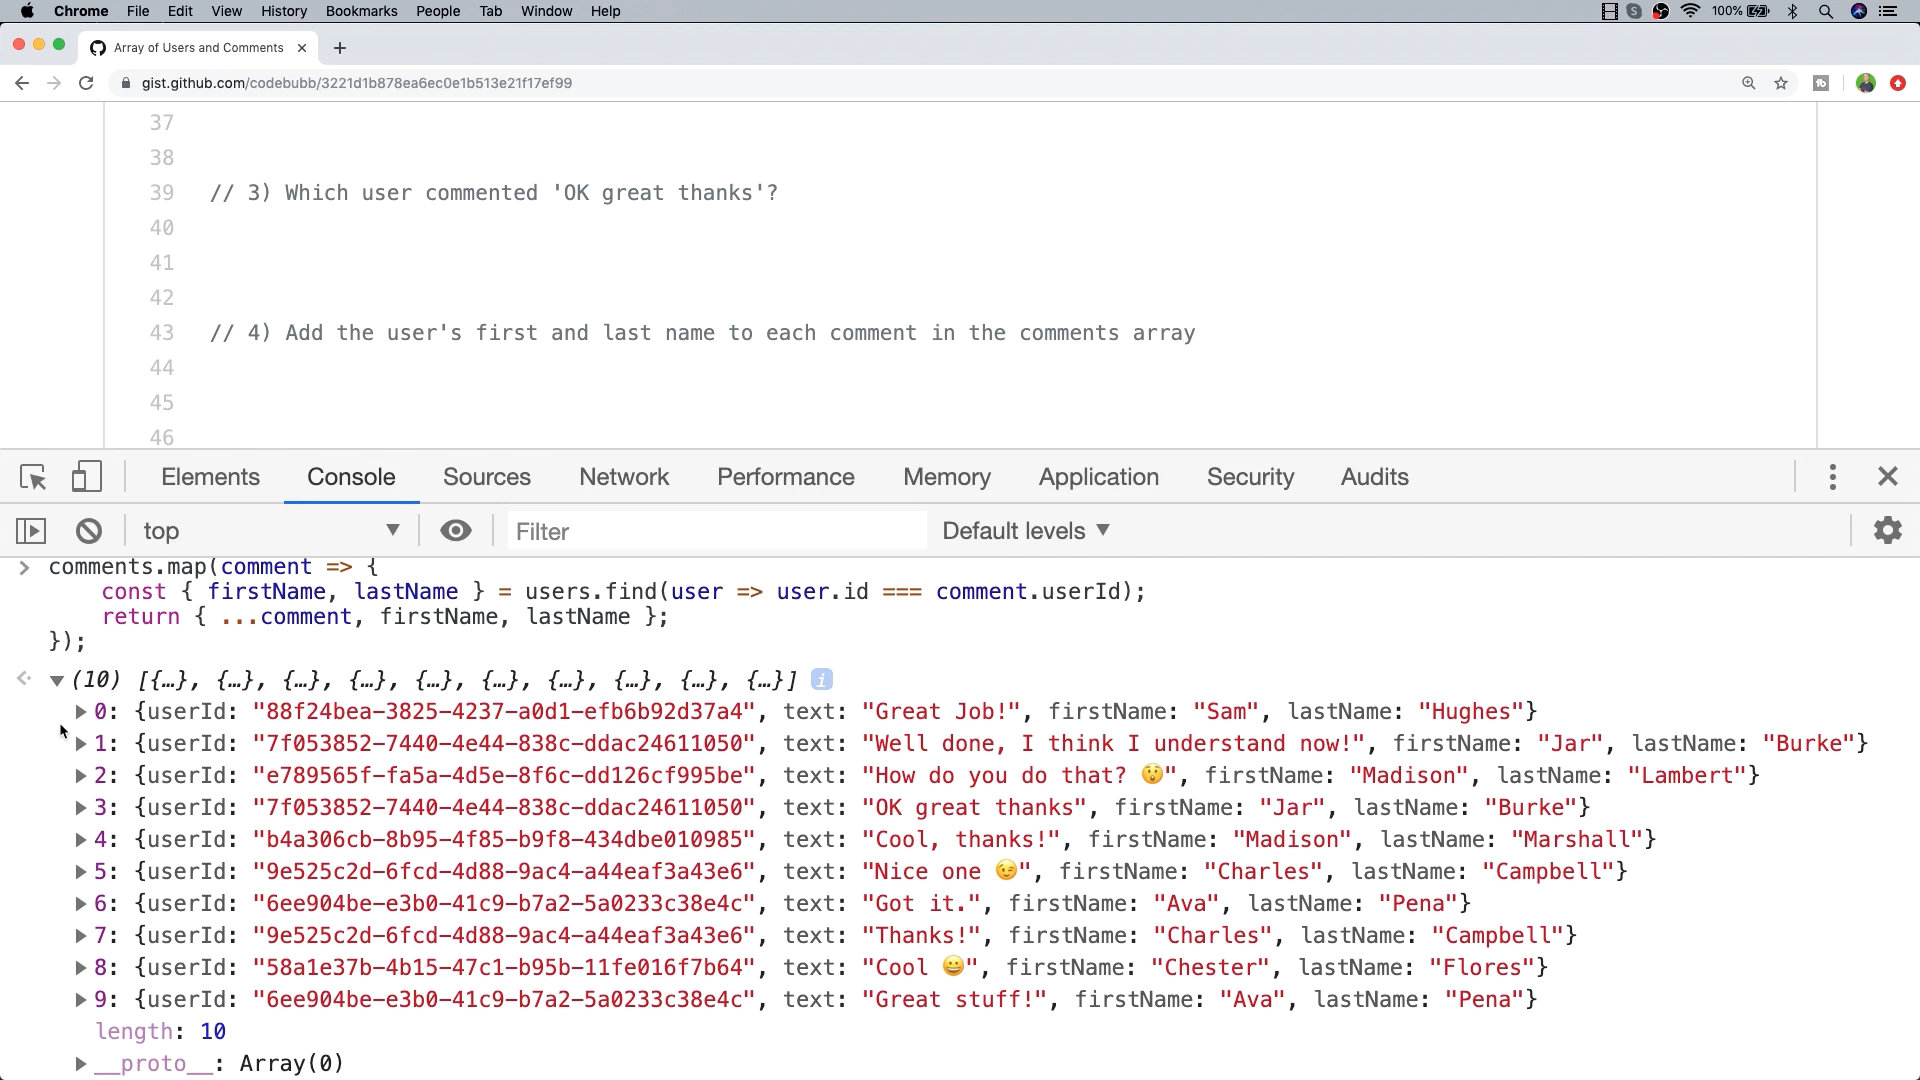 Chrome File Edit View History Bookmarks People Tab Window Help 100%
Array of Users and Comments
gist.github.com/codebubb/3221d1b878ea6ec0e1b513e21f17ef99
37
38
39 // 3) Which user commented 'OK great thanks'?
40
41
42
43 // 4) Add the user's first and last name to each comment in the comments array
44
45
46
Elements Console Sources Network Performance Memory Application Security Audits
top Filter Default levels
comments.map(comment => {
const { firstName, lastName } = users.find(user => user.id === comment.userId);
return { ...comment, firstName, lastName };
});
(10) [{…}, {…}, {…}, {…}, {…}, {…}, {…}, {…}, {…}, {…}] i
0: {userId: "88f24bea-3825-4237-a0d1-efb6b92d37a4", text: "Great Job!", firstName: "Sam", lastName: "Hughes"}
1: {userId: "7f053852-7440-4e44-838c-ddac24611050", text: "Well done, I think I understand now!", firstName: "Jar", lastName: "Burke"}
2: {userId: "e789565f-fa5a-4d5e-8f6c-dd126cf995be", text: "How do you do that? 😲", firstName: "Madison", lastName: "Lambert"}
3: {userId: "7f053852-7440-4e44-838c-ddac24611050", text: "OK great thanks", firstName: "Jar", lastName: "Burke"}
4: {userId: "b4a306cb-8b95-4f85-b9f8-434dbe010985", text: "Cool, thanks!", firstName: "Madison", lastName: "Marshall"}
5: {userId: "9e525c2d-6fcd-4d88-9ac4-a44eaf3a43e6", text: "Nice one 😉", firstName: "Charles", lastName: "Campbell"}
6: {userId: "6ee904be-e3b0-41c9-b7a2-5a0233c38e4c", text: "Got it.", firstName: "Ava", lastName: "Pena"}
7: {userId: "9e525c2d-6fcd-4d88-9ac4-a44eaf3a43e6", text: "Thanks!", firstName: "Charles", lastName: "Campbell"}
8: {userId: "58a1e37b-4b15-47c1-b95b-11fe016f7b64", text: "Cool 😀", firstName: "Chester", lastName: "Flores"}
9: {userId: "6ee904be-e3b0-41c9-b7a2-5a0233c38e4c", text: "Great stuff!", firstName: "Ava", lastName: "Pena"}
length: 10
__proto__: Array(0)